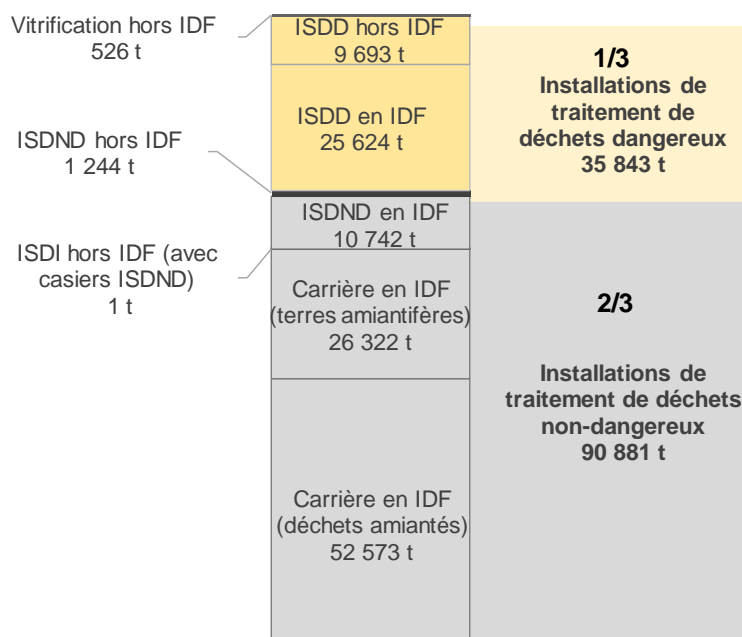 Vitrification hors IDF
526 t
ISDD hors IDF
9 693 t
ISDD en IDF
25 624 t
1/3
Installations de
traitement de
déchets dangereux
35 843 t
ISDND hors IDF
1 244 t
ISDND en IDF
10 742 t
ISDI hors IDF (avec
casiers ISDND)
1 t
Carrière en IDF
(terres amiantifères)
26 322 t
Carrière en IDF
(déchets amiantés)
52 573 t
2/3
Installations de
traitement de déchets
non-dangereux
90 881 t